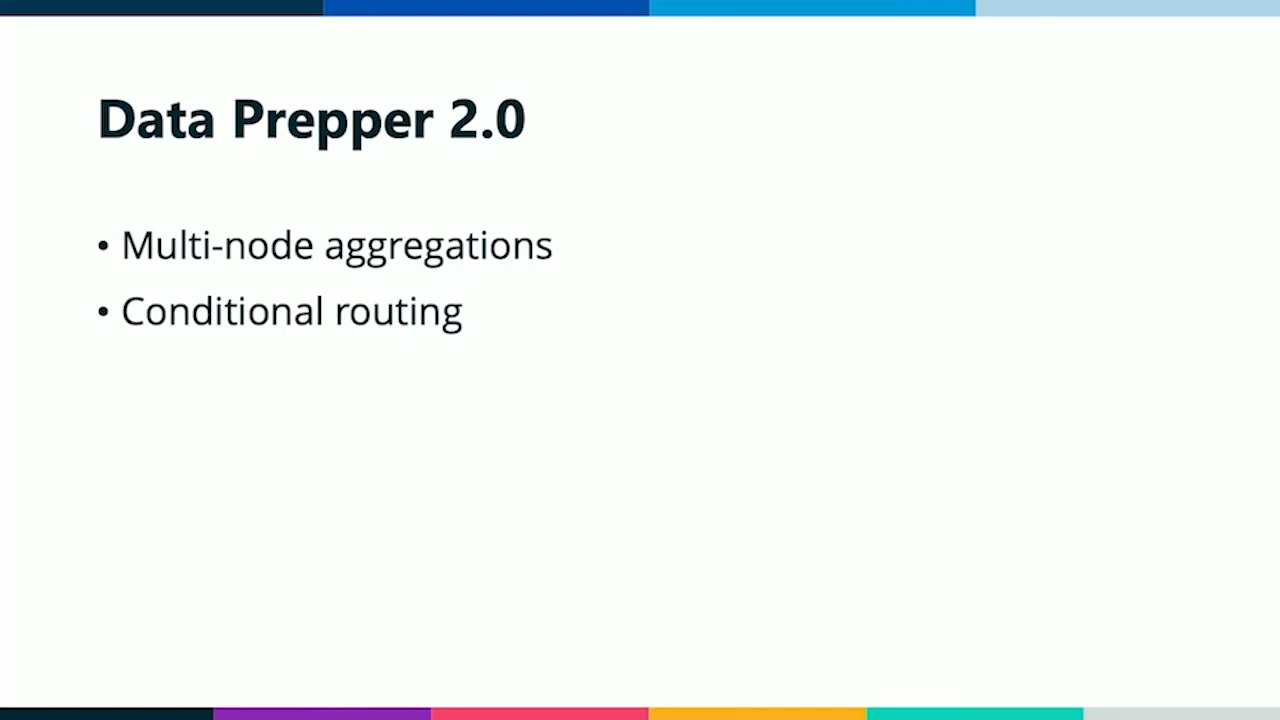 Data Prepper 2.0
• Multi-node aggregations
• Conditional routing